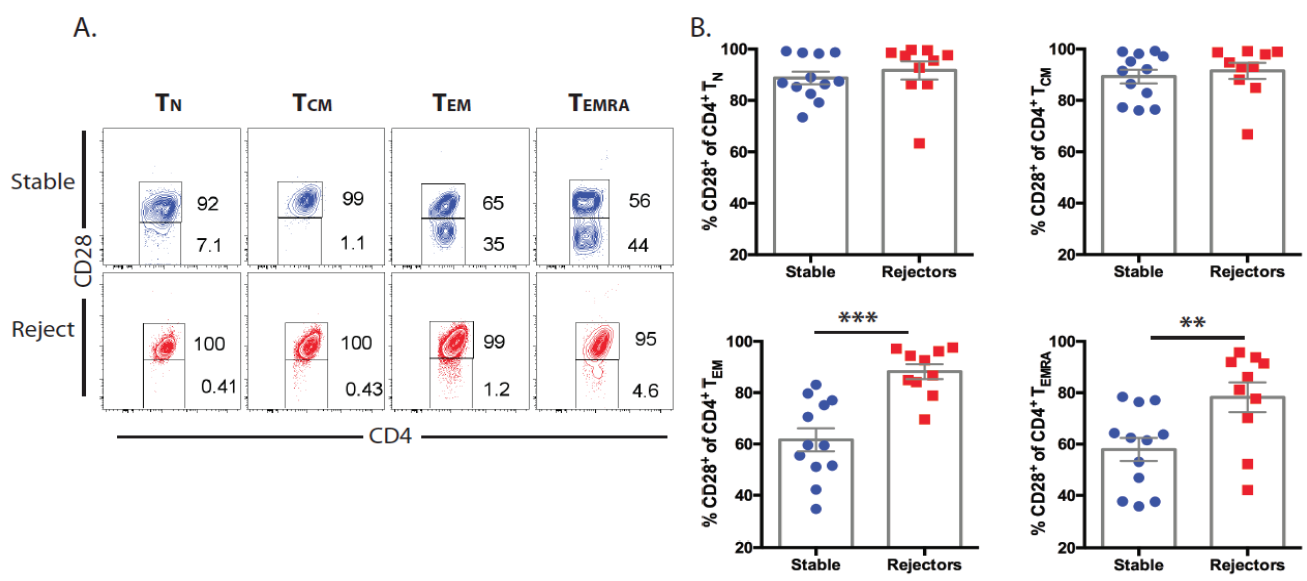 A.
TN TCM TEM TEMRA
Stable
92
7.1
99
1.1
65
35
56
44
CD28
Reject
100
0.41
100
0.43
99
1.2
95
4.6
CD4
B.
% CD28+ of CD4+ TN
100
80
60
40
20
Stable Rejectors
% CD28+ of CD4+ TCM
100
80
60
40
20
Stable Rejectors
% CD28+ of CD4+ TEM
100
80
60
40
20
***
Stable Rejectors
% CD28+ of CD4+ TEMRA
100
80
60
40
20
**
Stable Rejectors